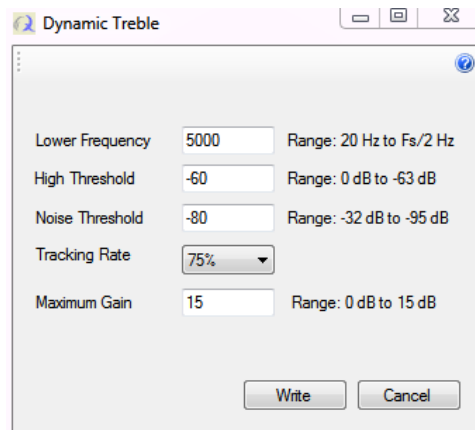 Dynamic Treble
Lower Frequency 5000 Range: 20 Hz to Fs/2 Hz
High Threshold -60 Range: 0 dB to -63 dB
Noise Threshold -80 Range: -32 dB to -95 dB
Tracking Rate 75%
Maximum Gain 15 Range: 0 dB to 15 dB
Write Cancel